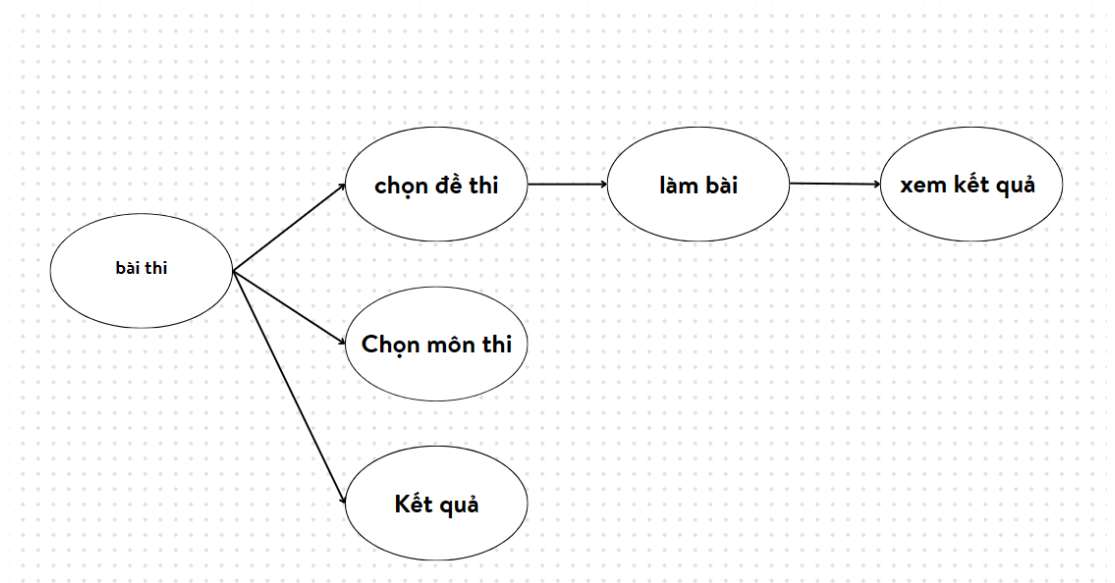 chọn đề thi
làm bài
xem kết quả
bài thi
Chọn môn thi
Kết quả